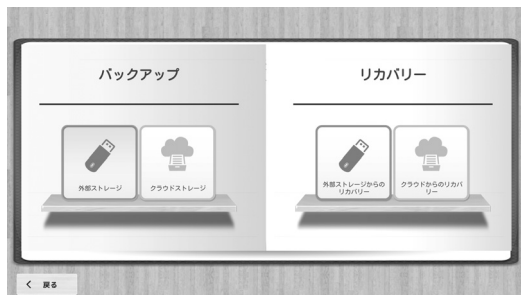 バックアップ
リカバリー
外部ストレージ
クラウドストレージ
外部ストレージからの
リカバリー
クラウドからのリカバ
リー
戻る